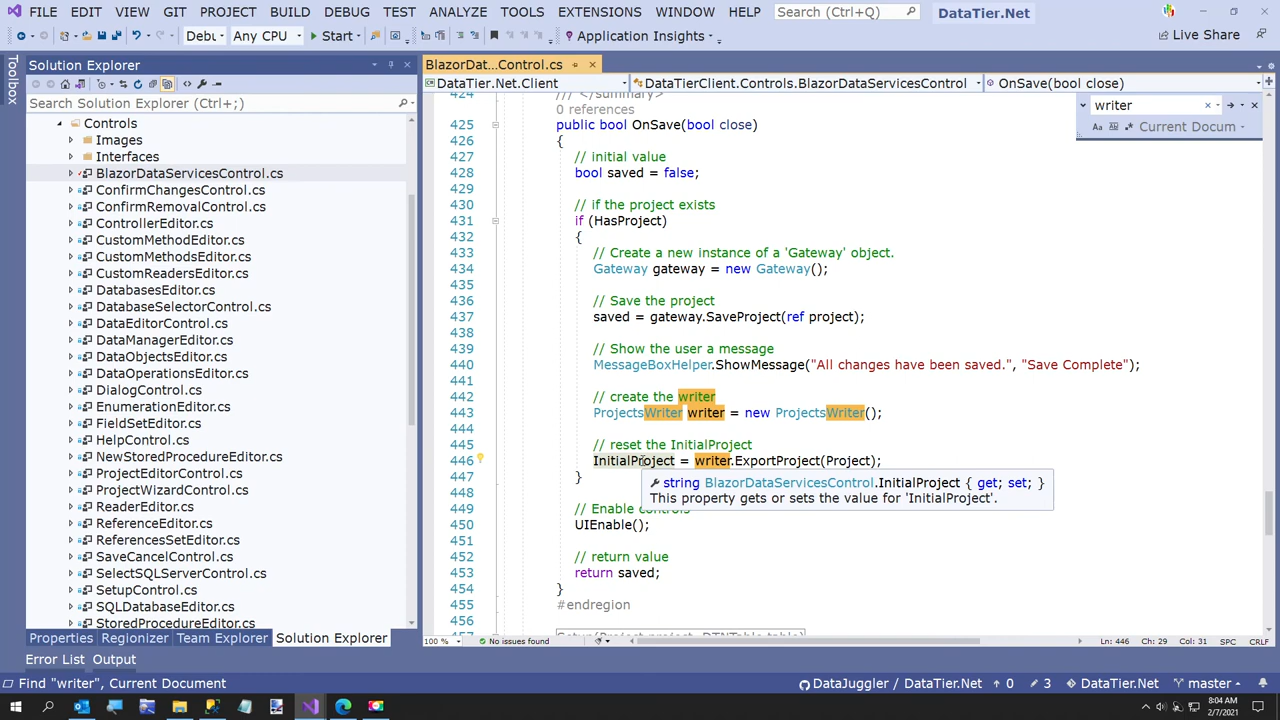 FILE EDIT VIEW GIT PROJECT BUILD DEBUG TEST ANALYZE TOOLS EXTENSIONS WINDOW HELP Search (Ctrl+Q) DataTier.Net
Debu Any CPU Start Application Insights Live Share
Toolbox
Solution Explorer
Search Solution Explorer (Ctrl+;)
Controls
Images
Interfaces
BlazorDataServicesControl.cs
ConfirmChangesControl.cs
ConfirmRemovalControl.cs
ControllerEditor.cs
CustomMethodEditor.cs
CustomMethodsEditor.cs
CustomReadersEditor.cs
DatabasesEditor.cs
DatabaseSelectorControl.cs
DataEditorControl.cs
DataManagerEditor.cs
DataObjectsEditor.cs
DataOperationsEditor.cs
DialogControl.cs
EnumerationEditor.cs
FieldSetEditor.cs
HelpControl.cs
NewStoredProcedureEditor.cs
ProjectEditorControl.cs
ProjectWizardControl.cs
ReaderEditor.cs
ReferenceEditor.cs
ReferencesSetEditor.cs
SaveCancelControl.cs
SelectSQLServerControl.cs
SetupControl.cs
SQLDatabaseEditor.cs
StoredProcedureEditor.cs
Properties Regionizer Team Explorer Solution Explorer
BlazorDat...Control.cs
DataTier.Net.Client DataTierClient.Controls.BlazorDataServicesControl OnSave(bool close)
writer
Current Docum
424 /// </summary>
0 references
425 public bool OnSave(bool close)
426 {
427 // initial value
428 bool saved = false;
429
430 // if the project exists
431 if (HasProject)
432 {
433 // Create a new instance of a 'Gateway' object.
434 Gateway gateway = new Gateway();
435
436 // Save the project
437 saved = gateway.SaveProject(ref project);
438
439 // Show the user a message
440 MessageBoxHelper.ShowMessage("All changes have been saved.", "Save Complete");
441
442 // create the writer
443 ProjectsWriter writer = new ProjectsWriter();
444
445 // reset the InitialProject
446 InitialProject = writer.ExportProject(Project);
447 }
string BlazorDataServicesControl.InitialProject { get; set; }
This property gets or sets the value for 'InitialProject'.
448
449 // Enable controls
450 UIEnable();
451
452 // return value
453 return saved;
454 }
455 #endregion
456
457 Setup(Project project, DTNTable table)
100 % No issues found Ln: 446 Ch: 29 Col: 31 SPC CRLF
Error List Output
Find "writer", Current Document DataJuggler / DataTier.Net 0 3 DataTier.Net master
8:04 AM
2/7/2021